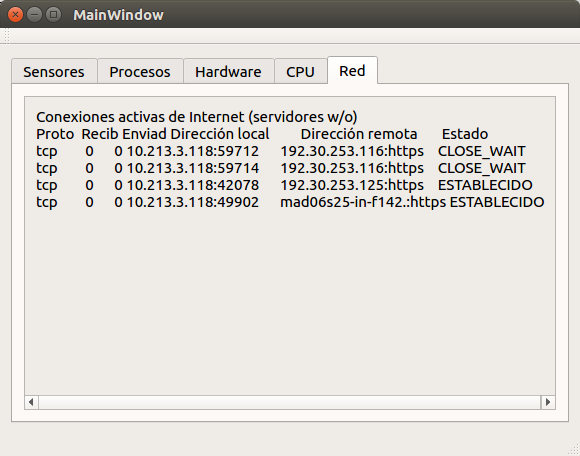 MainWindow
Sensores Procesos Hardware CPU Red
Conexiones activas de Internet (servidores w/o)
Proto Recib Enviad Dirección local Dirección remota Estado
tcp 0 0 10.213.3.118:59712 192.30.253.116:https CLOSE_WAIT
tcp 0 0 10.213.3.118:59714 192.30.253.116:https CLOSE_WAIT
tcp 0 0 10.213.3.118:42078 192.30.253.125:https ESTABLECIDO
tcp 0 0 10.213.3.118:49902 mad06s25-in-f142.:https ESTABLECIDO